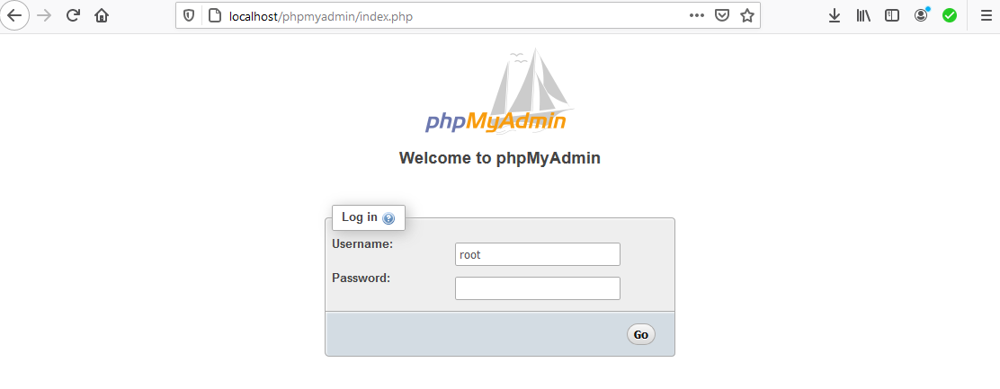 localhost/phpmyadmin/index.php
phpMyAdmin
Welcome to phpMyAdmin
Log in ?
Username: root
Password:
Go